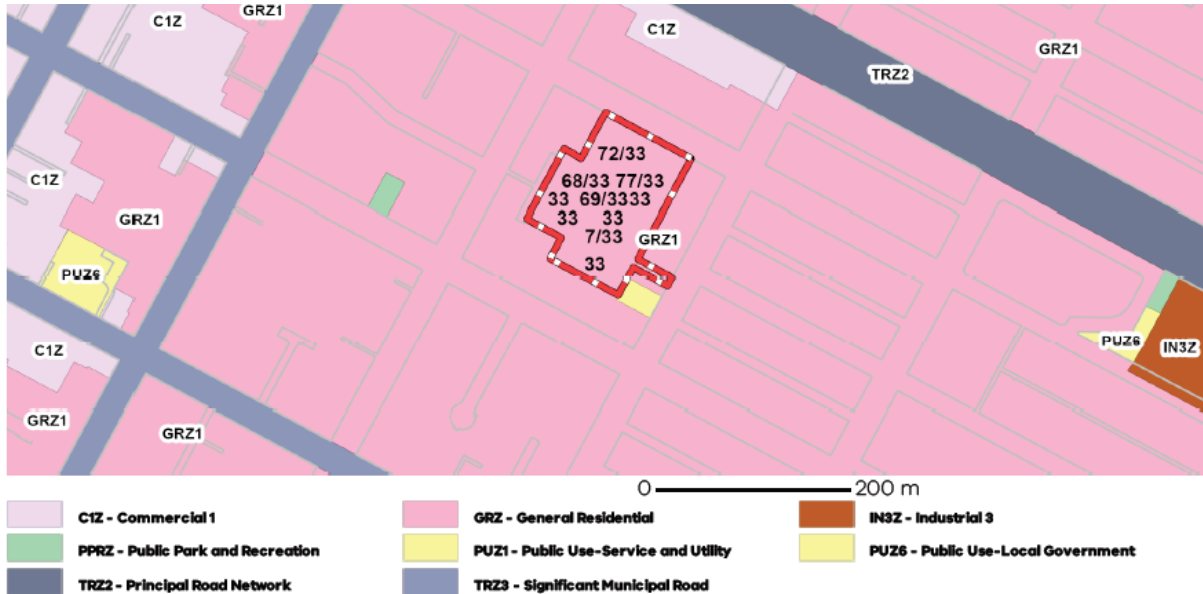 GRZ1
C1Z
C1Z
GRZ1
TRZ2
72/33
68/33 77/33
33 69/3333
33 33
7/33
33
GRZ1
C1Z
GRZ1
PUZ6
C1Z
GRZ1
GRZ1
PUZ6
IN3Z
0 200 m
C1Z - Commercial 1
GRZ - General Residential
IN3Z - Industrial 3
PPRZ - Public Park and Recreation
PUZ1 - Public Use-Service and Utility
PUZ6 - Public Use-Local Government
TRZ2 - Principal Road Network
TRZ3 - Significant Municipal Road